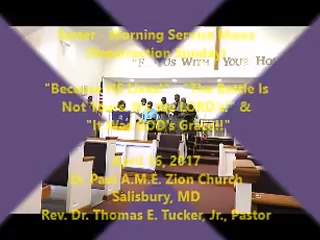 Easter - Morning Service Music
(Resurrection Sunday)
"F US WITH YOUR HO
"Because HE Lives!" "The Battle Is
Not Yours, It's the LORD's!" &
"It Was GOD's Grace!!"
April 16, 2017
St. Paul A.M.E. Zion Church
Salisbury, MD
Rev. Dr. Thomas E. Tucker, Jr., Pastor